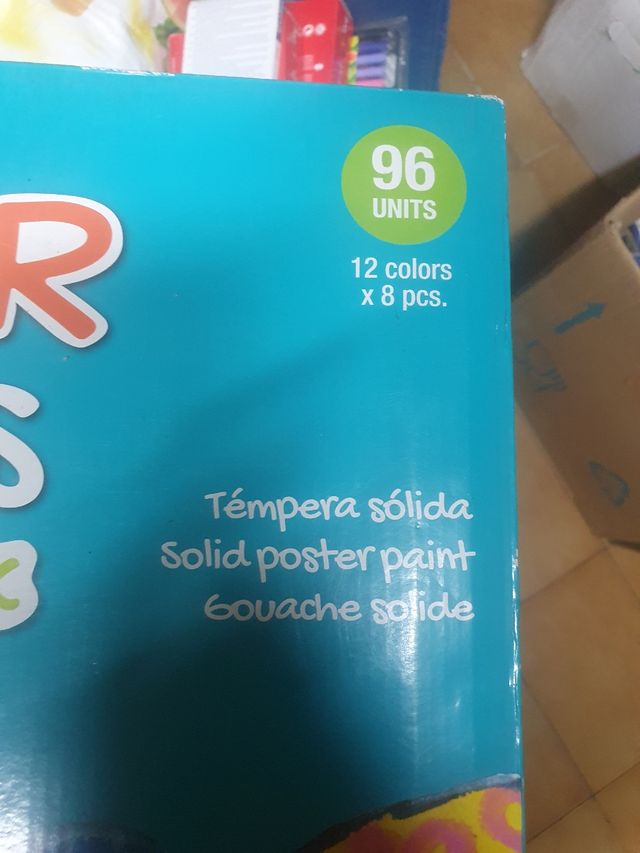 96
UNITS
12 colors
x 8 pcs.
R
S
Témpera sólida
Solid poster paint
Gouache solide